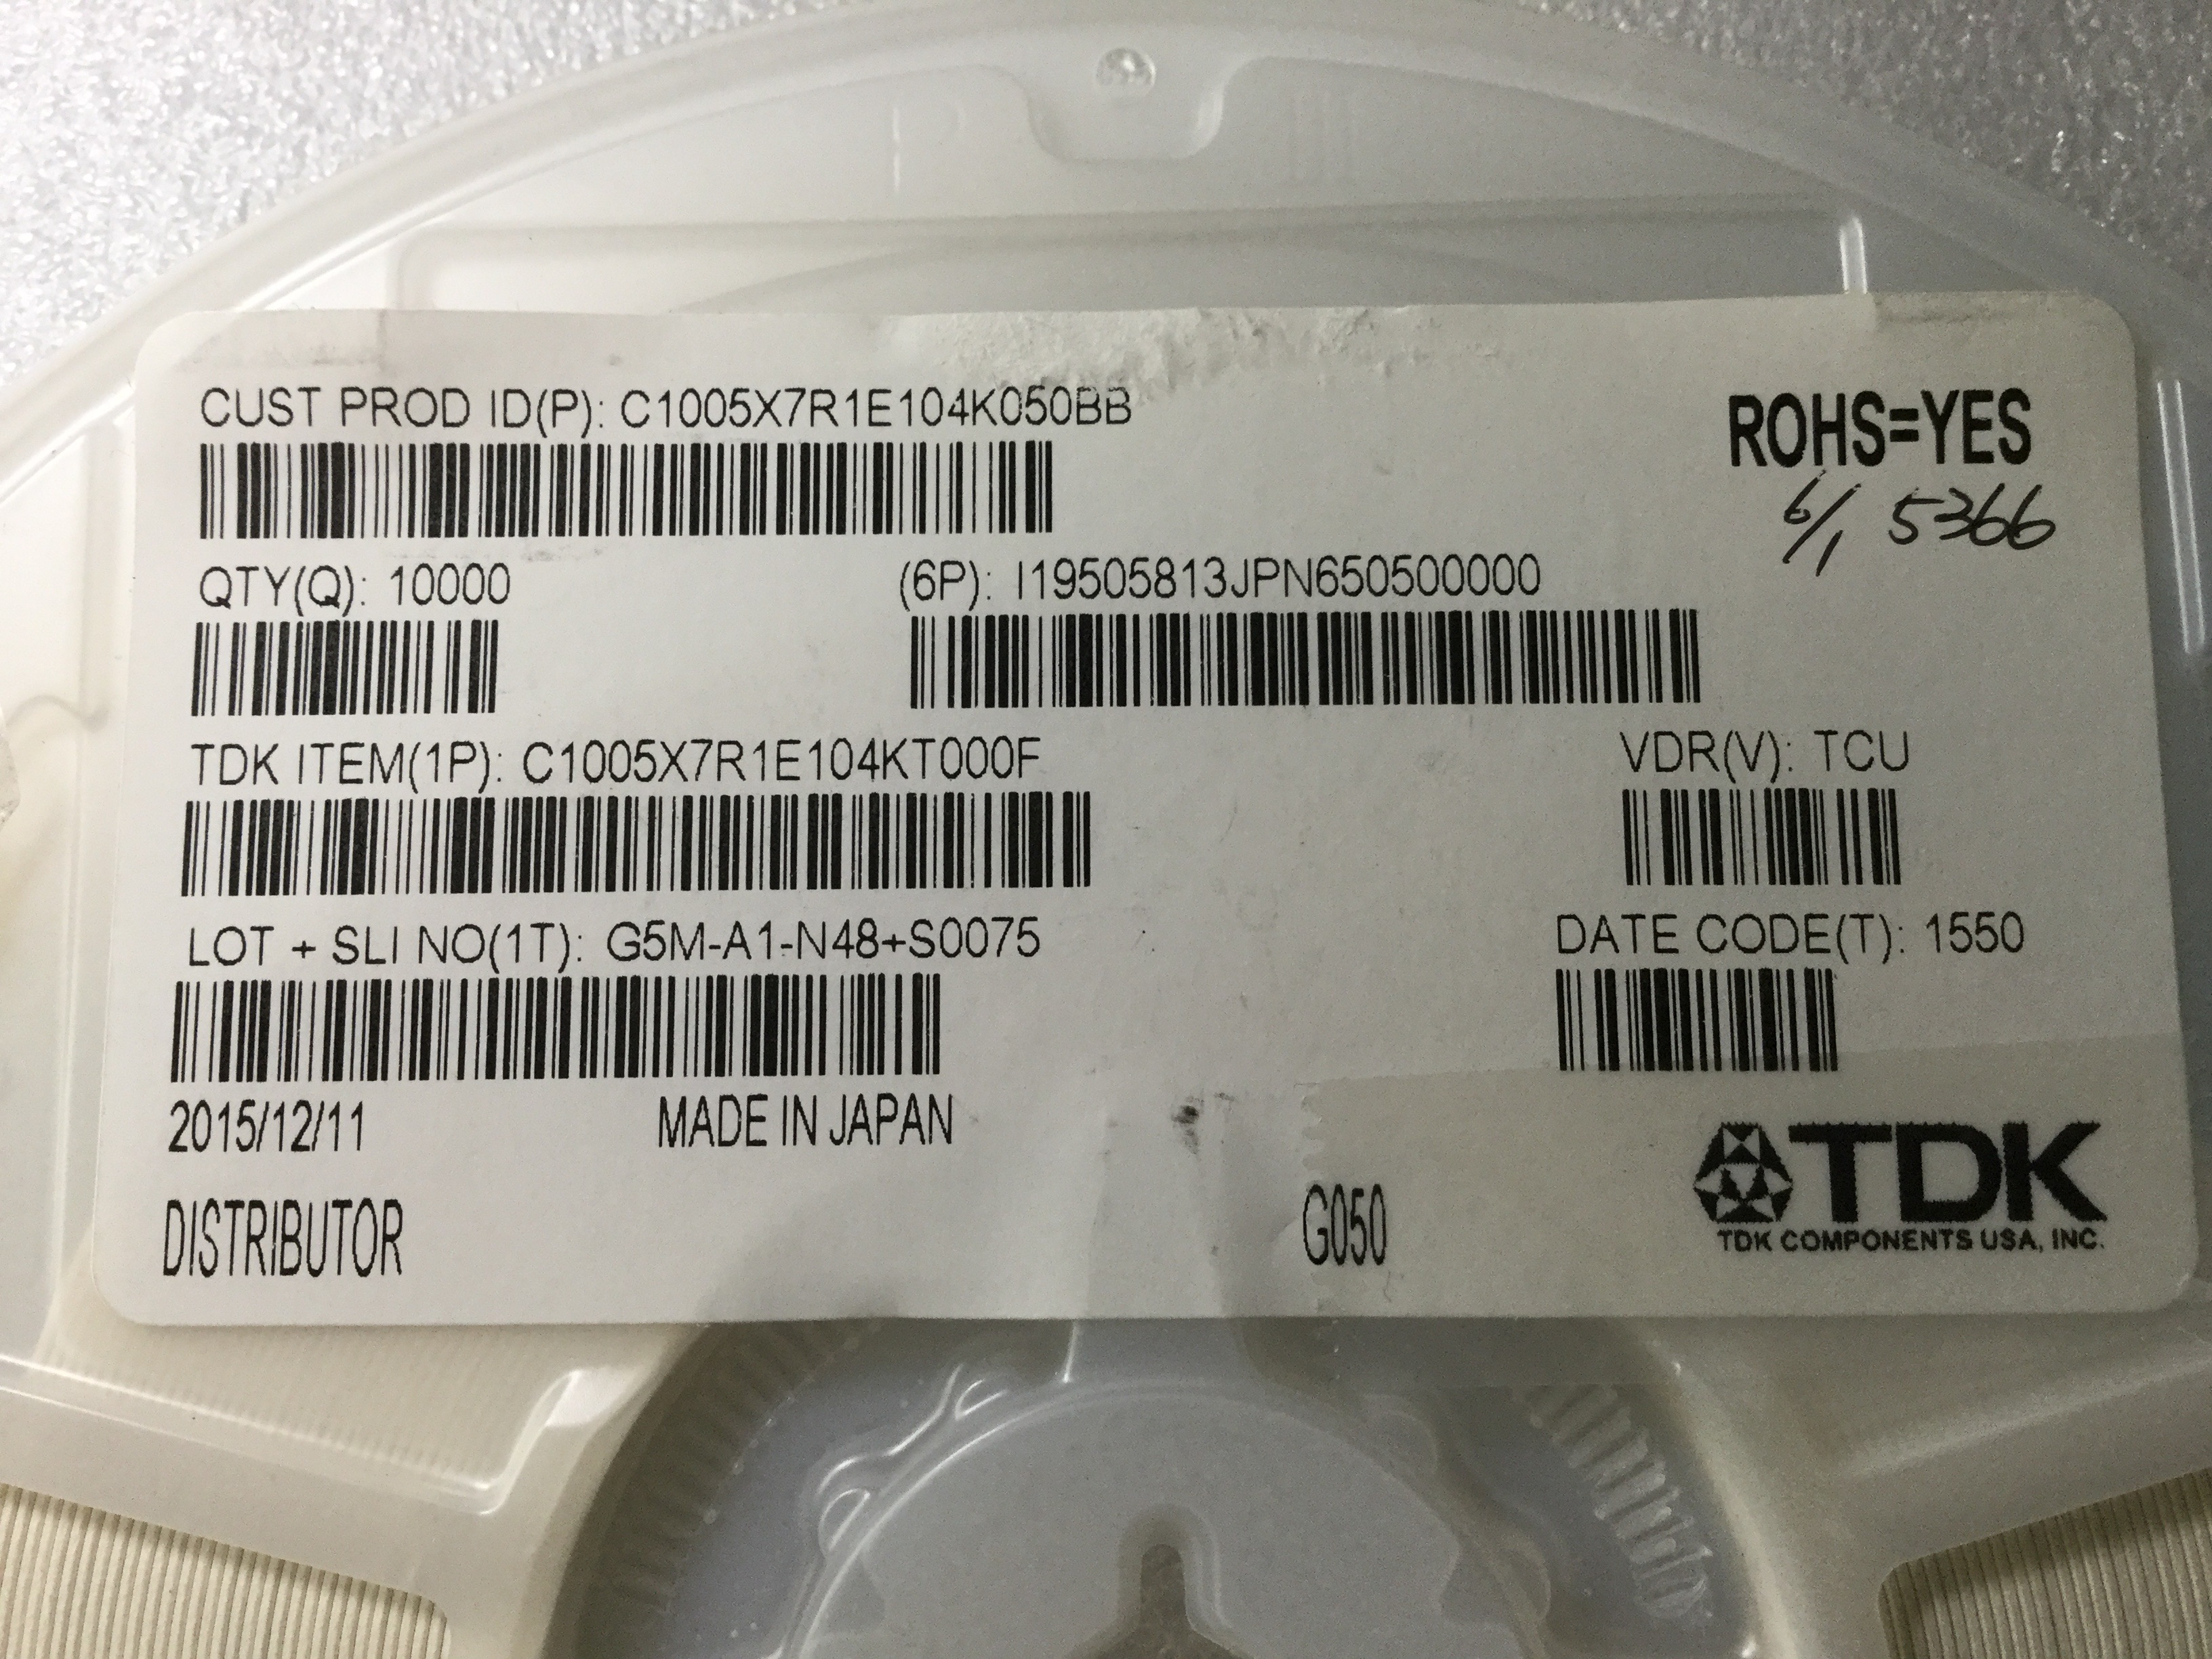 CUST PROD ID(P): C1005X7R1E104K050BB
ROHS=YES
6/1 5366
QTY(Q): 10000
(6P): I19505813JPN650500000
TDK ITEM(1P): C1005X7R1E104KT000F
VDR(V): TCU
LOT + SLI NO(1T): G5M-A1-N48+S0075
DATE CODE(T): 1550
2015/12/11
MADE IN JAPAN
TDK
TDK COMPONENTS USA, INC.
DISTRIBUTOR
G050